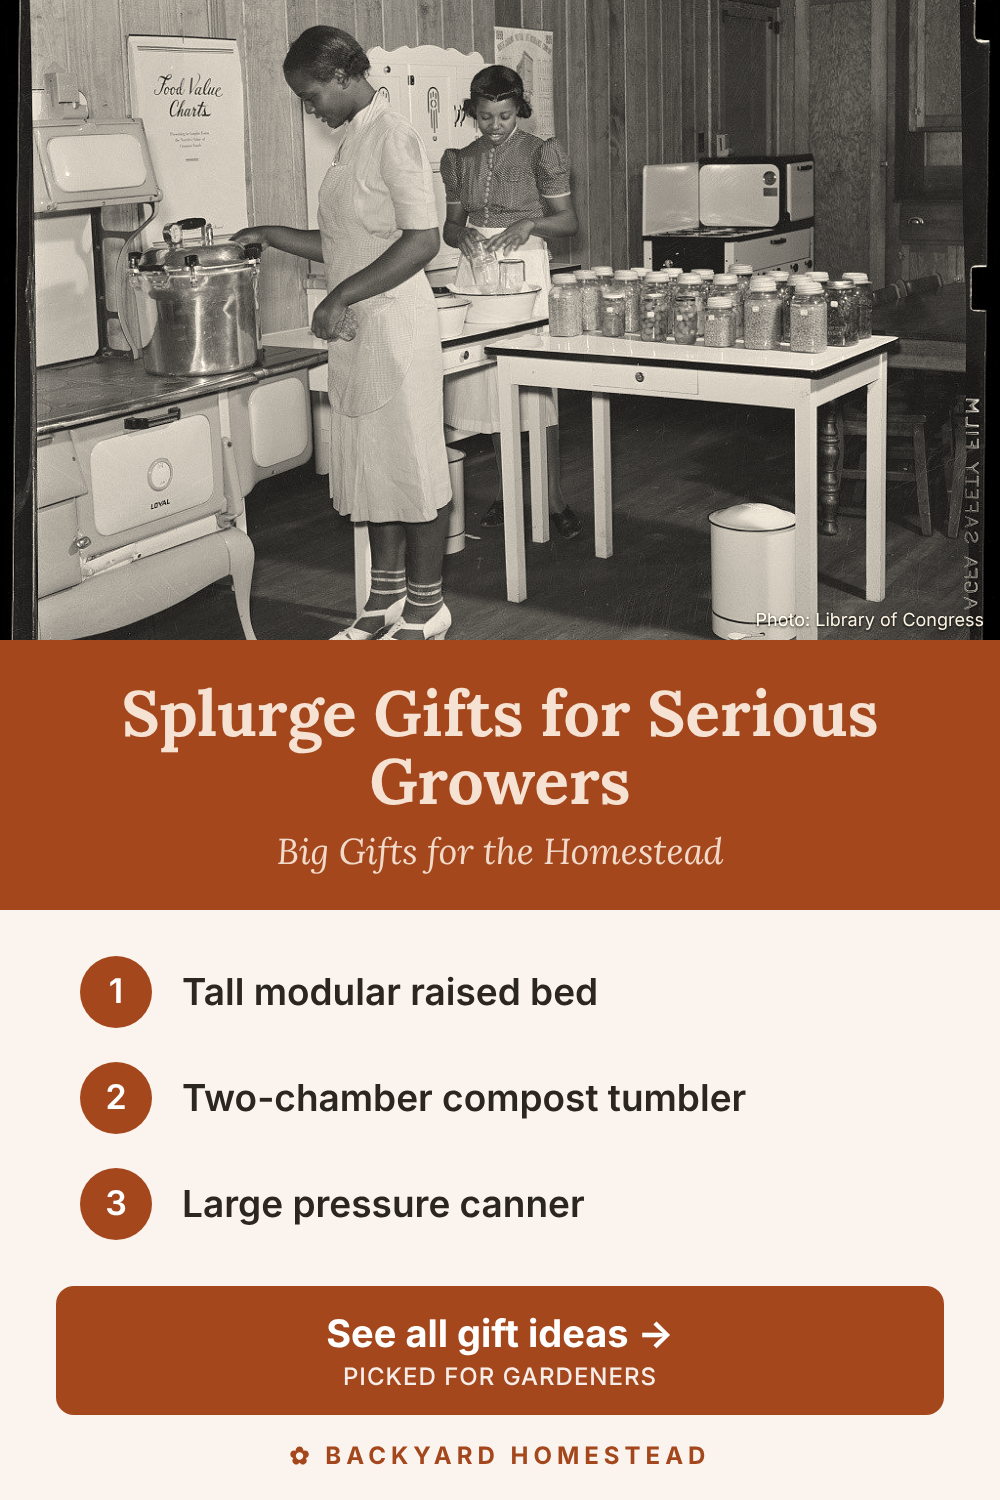 Food Value
Charts
LOYAL
AGFA SAFETY FILM
Photo: Library of Congress
Splurge Gifts for Serious
Growers
Big Gifts for the Homestead
1 Tall modular raised bed
2 Two-chamber compost tumbler
3 Large pressure canner
See all gift ideas →
PICKED FOR GARDENERS
✿ BACKYARD HOMESTEAD